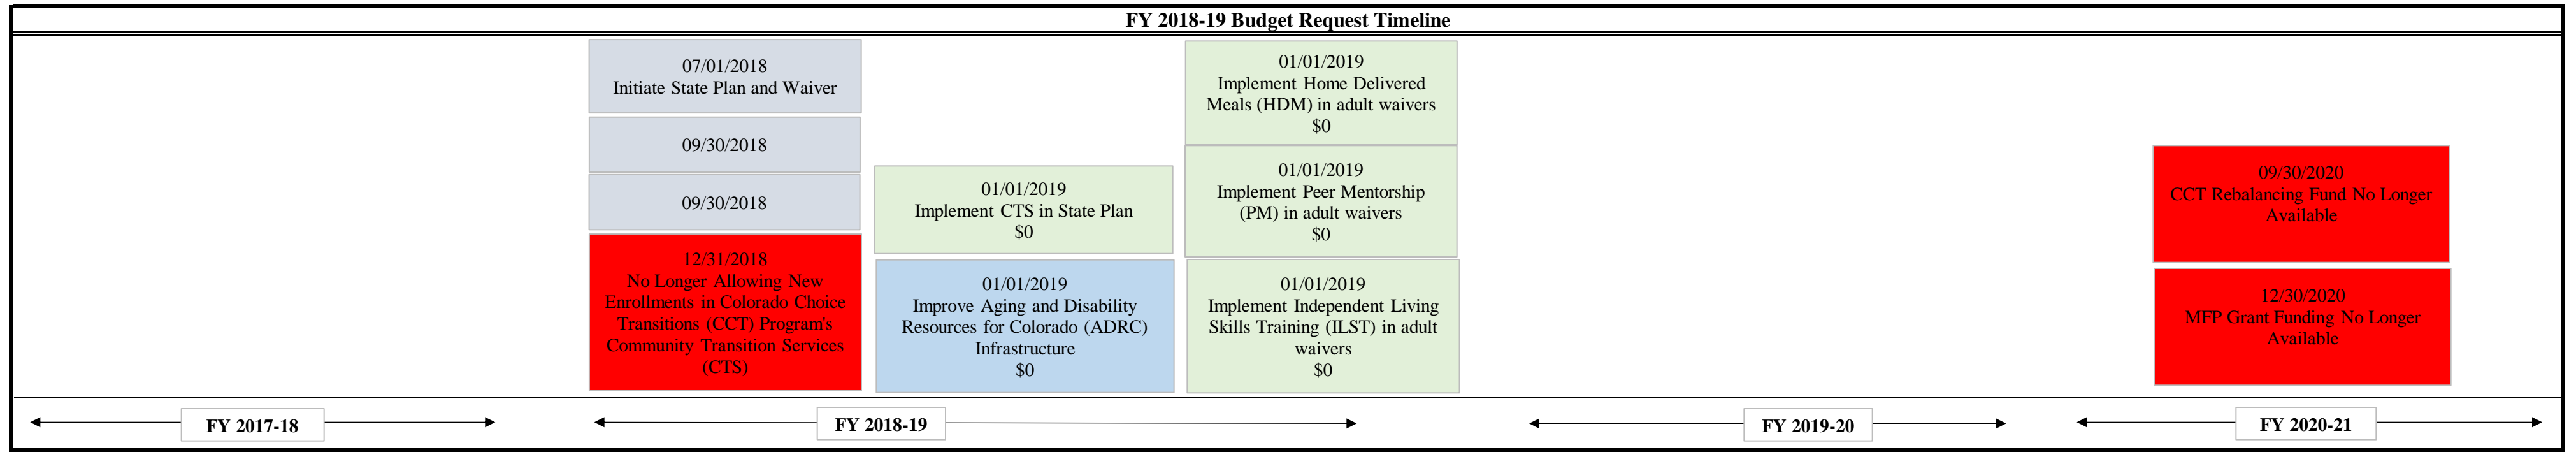 FY 2018-19 Budget Request Timeline
07/01/2018
Initiate State Plan and Waiver
09/30/2018
09/30/2018
12/31/2018
No Longer Allowing New
Enrollments in Colorado Choice
Transitions (CCT) Program's
Community Transition Services
(CTS)
01/01/2019
Implement CTS in State Plan
$0
01/01/2019
Improve Aging and Disability
Resources for Colorado (ADRC)
Infrastructure
$0
01/01/2019
Implement Home Delivered
Meals (HDM) in adult waivers
$0
01/01/2019
Implement Peer Mentorship
(PM) in adult waivers
$0
01/01/2019
Implement Independent Living
Skills Training (ILST) in adult
waivers
$0
09/30/2020
CCT Rebalancing Fund No Longer
Available
12/30/2020
MFP Grant Funding No Longer
Available
FY 2017-18
FY 2018-19
FY 2019-20
FY 2020-21